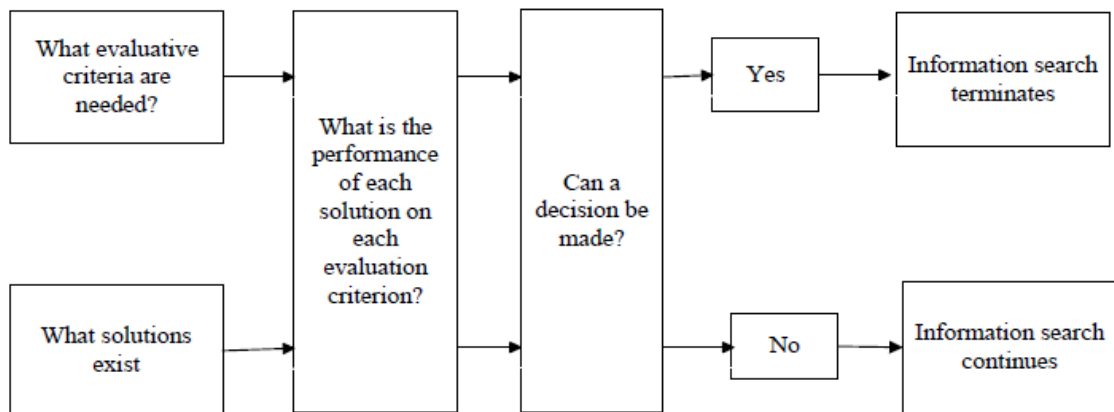 What evaluative
criteria are
needed?
What solutions
exist
What is the
performance
of each
solution on
each
evaluation
criterion?
Can a
decision be
made?
Yes
Information search
terminates
No
Information search
continues